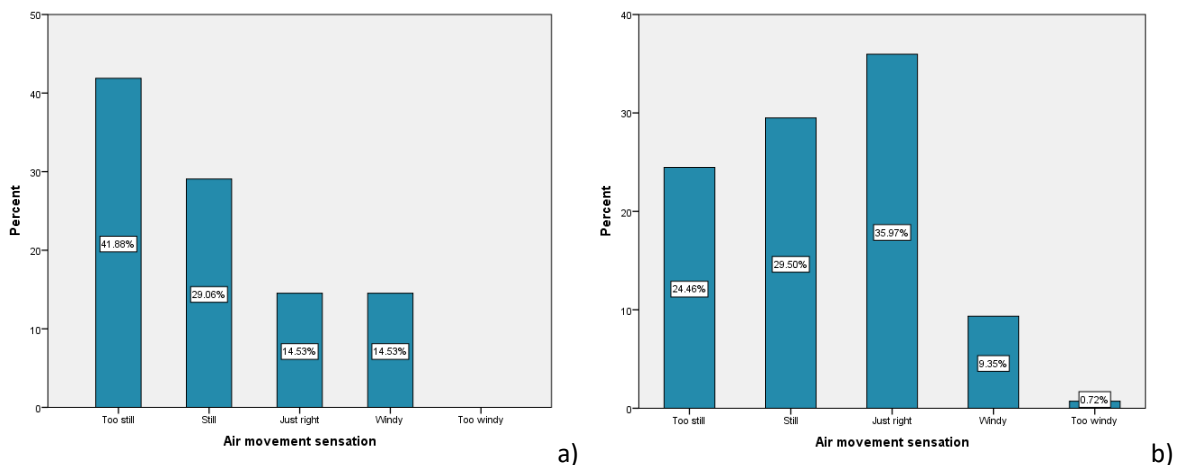 50
40
30
20
10
0
Percent
41.88%
29.06%
14.53%
14.53%
Too still
Still
Just right
Windy
Too windy
Air movement sensation
a)
40
30
20
10
0
Percent
24.46%
29.50%
35.97%
9.35%
0.72%
Too still
Still
Just right
Windy
Too windy
Air movement sensation
b)